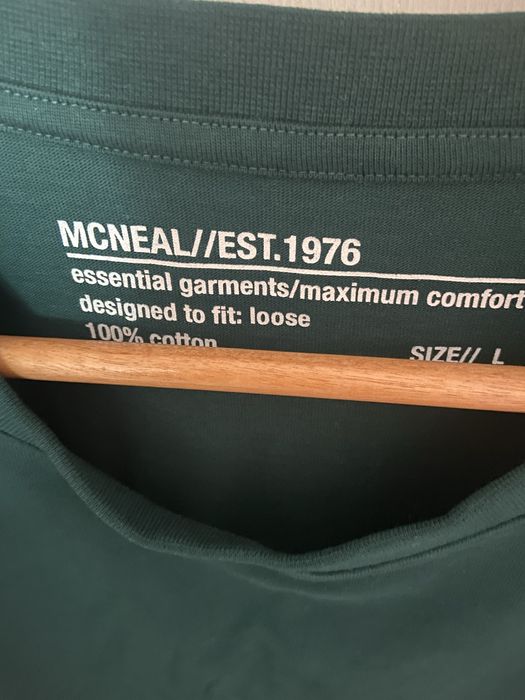 MCNEAL//EST.1976
essential garments/maximum comfort
designed to fit: loose
100% cotton
SIZE// L